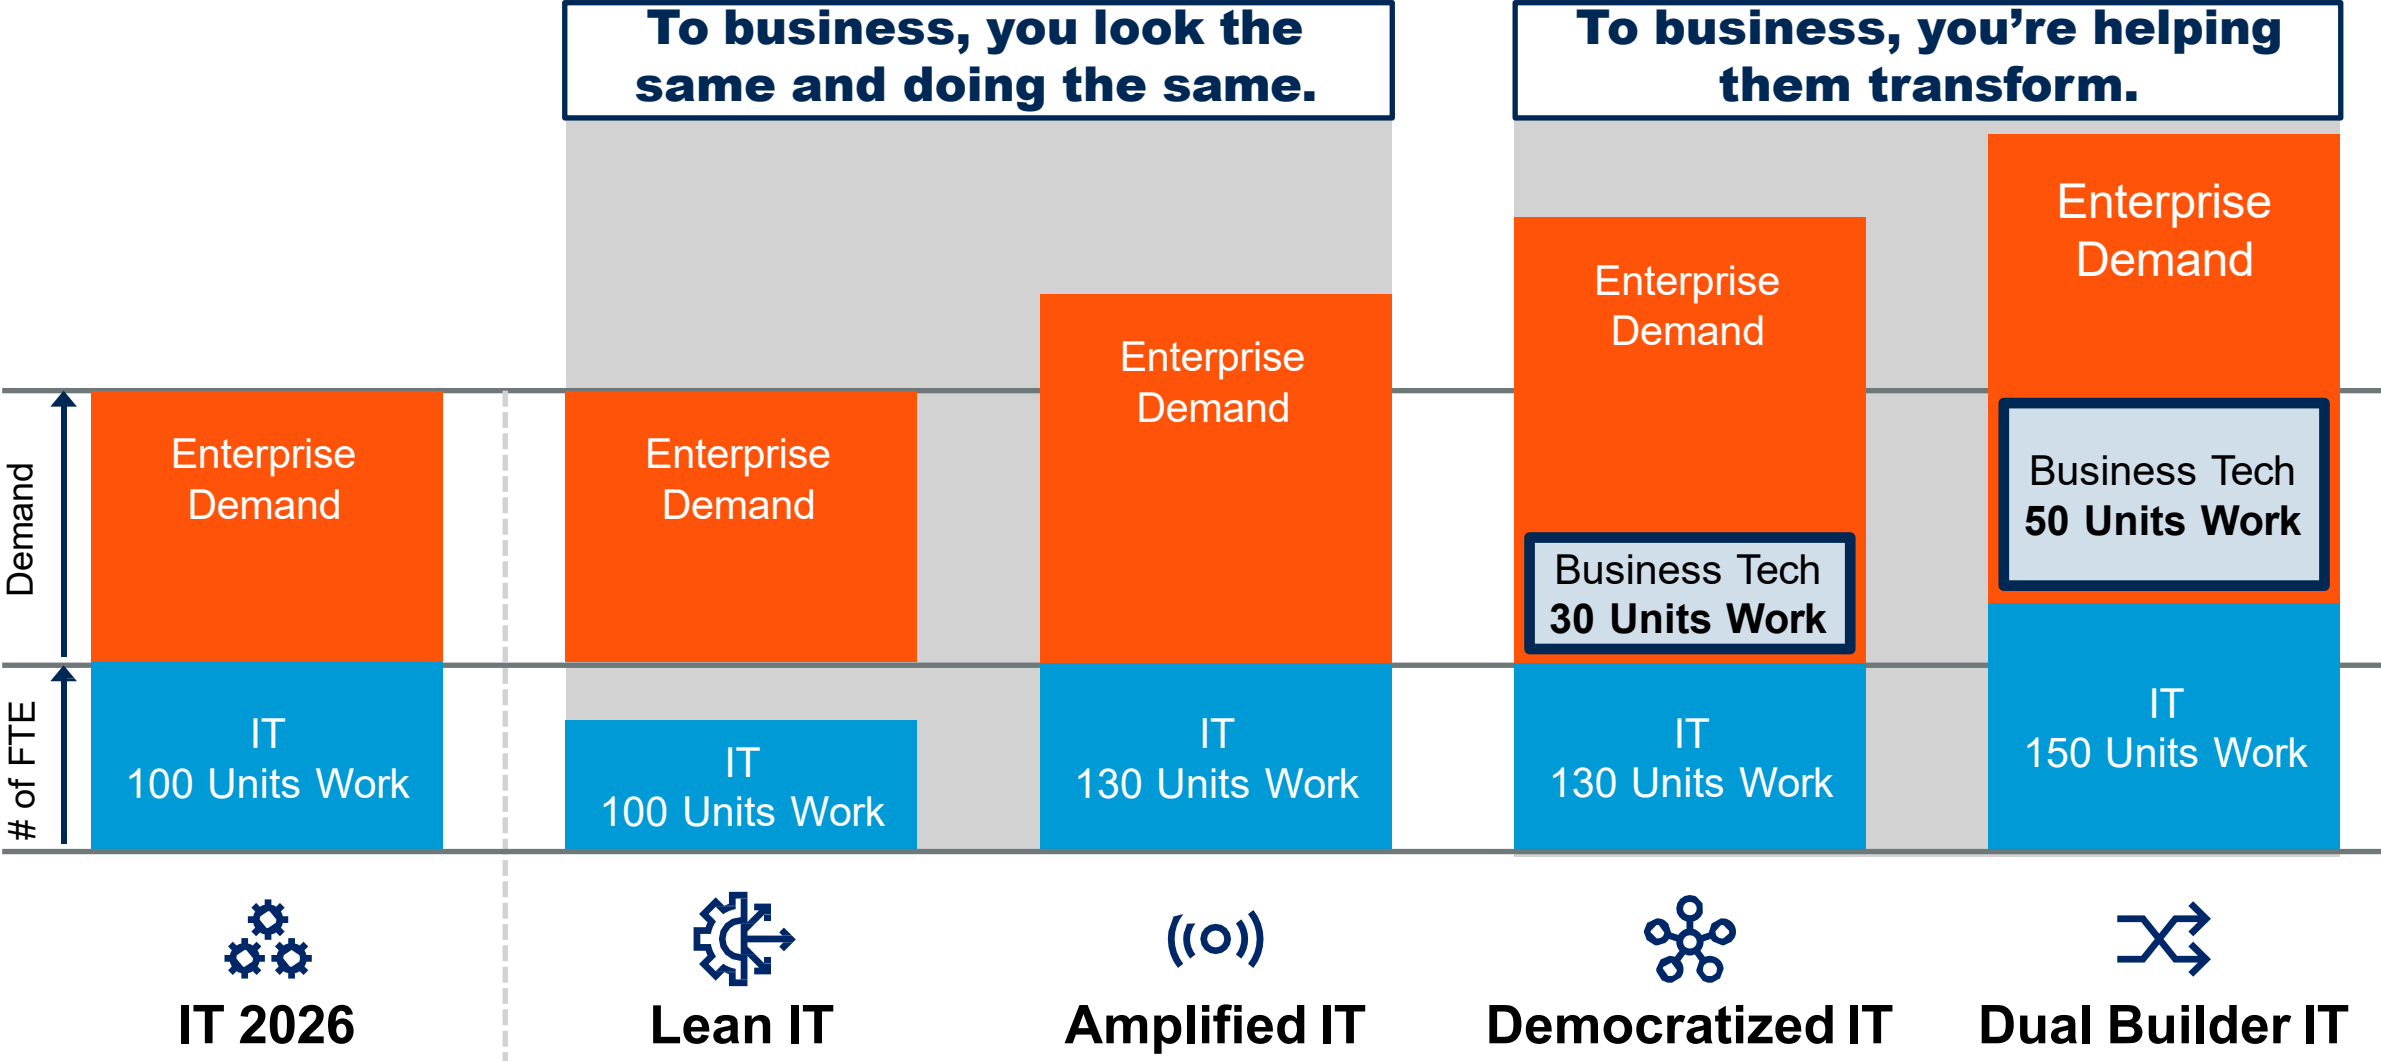 To business, you look the
same and doing the same.
To business, you're helping
them transform.
Demand
# of FTE
Enterprise
Demand
IT
100 Units Work
Enterprise
Demand
IT
100 Units Work
Enterprise
Demand
IT
130 Units Work
Enterprise
Demand
Business Tech
30 Units Work
IT
130 Units Work
Enterprise
Demand
Business Tech
50 Units Work
IT
150 Units Work
IT 2026
Lean IT
Amplified IT
Democratized IT
Dual Builder IT